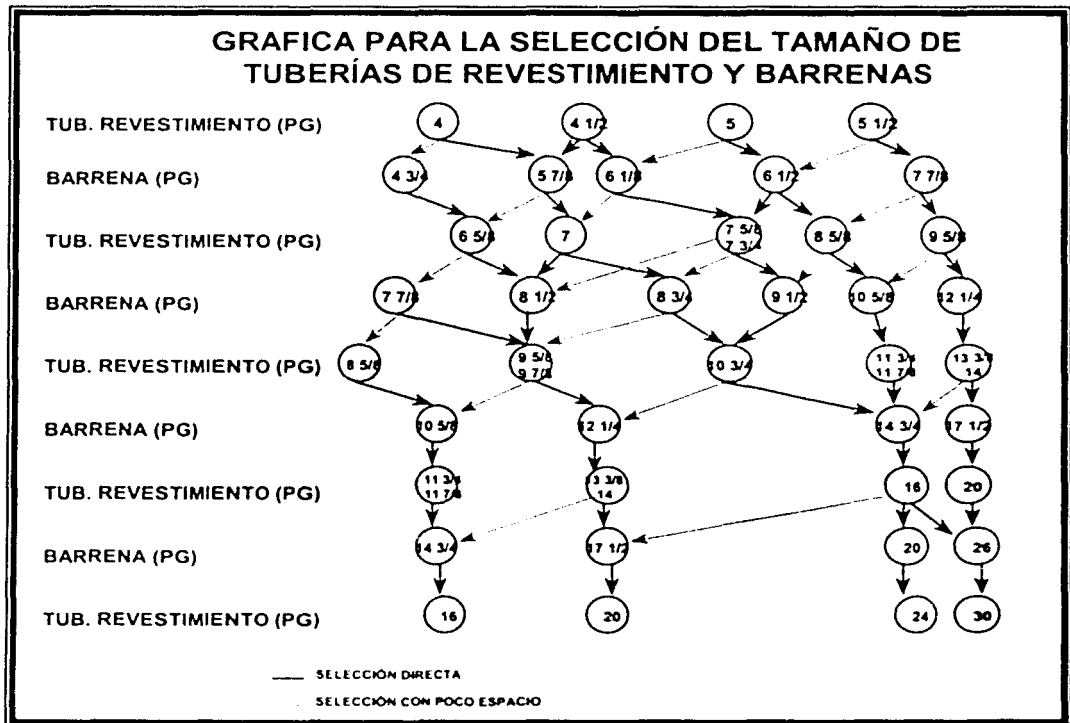 GRAFICA PARA LA SELECCIÓN DEL TAMAÑO DE
TUBERÍAS DE REVESTIMIENTO Y BARRENAS
TUB. REVESTIMIENTO (PG) 4 4 1/2 5 5 1/2
BARRENA (PG) 4 3/4 5 7/8 6 1/8 6 1/2 7 7/8
TUB. REVESTIMIENTO (PG) 6 5/8 7 7 5/8 8 5/8 9 5/8
7 3/4
BARRENA (PG) 7 7/8 8 1/2 8 3/4 9 1/2 10 5/8 12 1/4
TUB. REVESTIMIENTO (PG) 8 5/8 9 5/8 10 3/4 11 3/4 13 3/8
9 7/8 11 7/8 14
BARRENA (PG) 10 5/8 12 1/4 14 3/4 17 1/2
TUB. REVESTIMIENTO (PG) 11 3/4 13 3/8 16 20
11 7/8 14
BARRENA (PG) 14 3/4 17 1/2 20 26
TUB. REVESTIMIENTO (PG) 16 20 24 30
SELECCIÓN DIRECTA
SELECCIÓN CON POCO ESPACIO